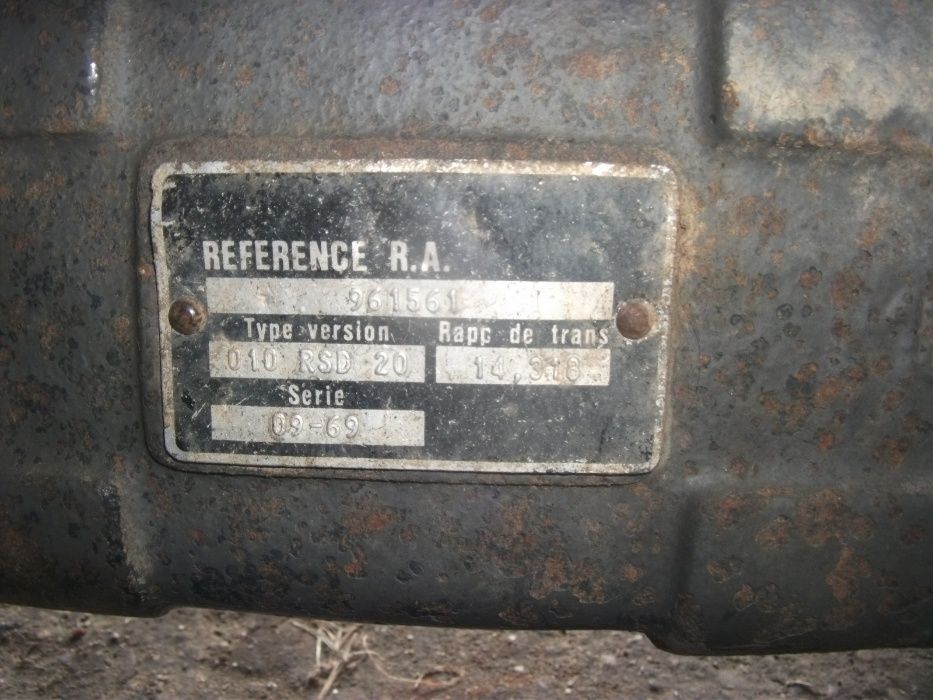 REFERENCE R.A.
961561
Type version Rapp de trans
010 RSD 20 14,318
Serie
09-69